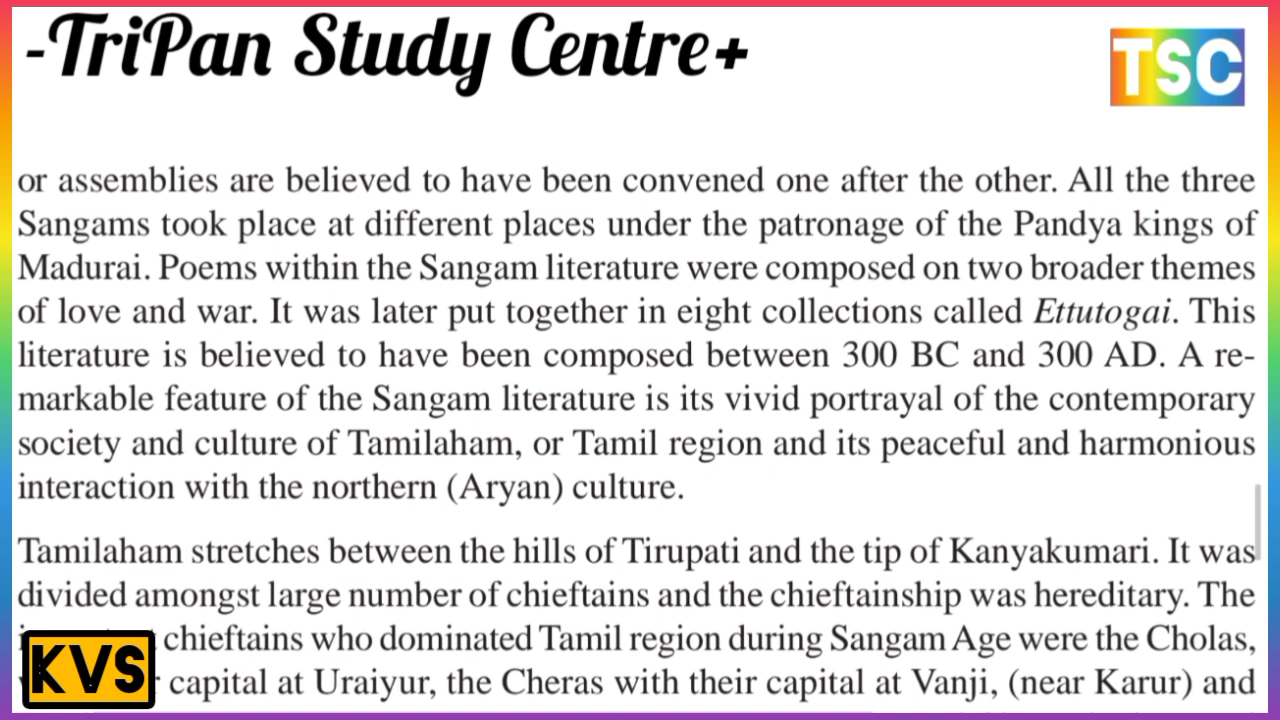 -TriPan Study Centre+
TSC
or assemblies are believed to have been convened one after the other. All the three
Sangams took place at different places under the patronage of the Pandya kings of
Madurai. Poems within the Sangam literature were composed on two broader themes
of love and war. It was later put together in eight collections called Ettutogai. This
literature is believed to have been composed between 300 BC and 300 AD. A re-
markable feature of the Sangam literature is its vivid portrayal of the contemporary
society and culture of Tamilaham, or Tamil region and its peaceful and harmonious
interaction with the northern (Aryan) culture.
Tamilaham stretches between the hills of Tirupati and the tip of Kanyakumari. It was
divided amongst large number of chieftains and the chieftainship was hereditary. The
chieftains who dominated Tamil region during Sangam Age were the Cholas,
capital at Uraiyur, the Cheras with their capital at Vanji, (near Karur) and
KVS